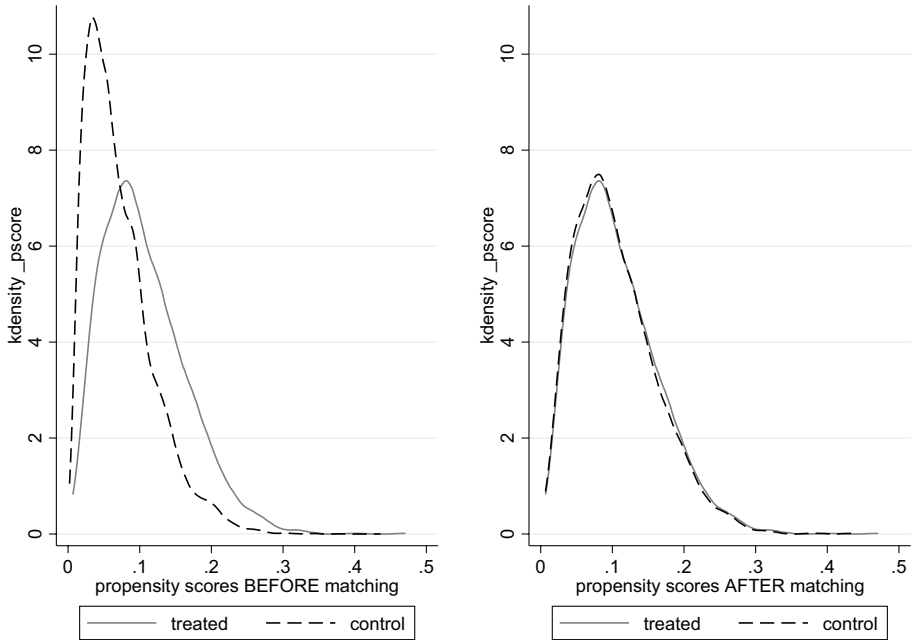 kdensity _pscore
10
8
6
4
2
0
0 .1 .2 .3 .4 .5
propensity scores BEFORE matching
treated control
kdensity _pscore
10
8
6
4
2
0
0 .1 .2 .3 .4 .5
propensity scores AFTER matching
treated control